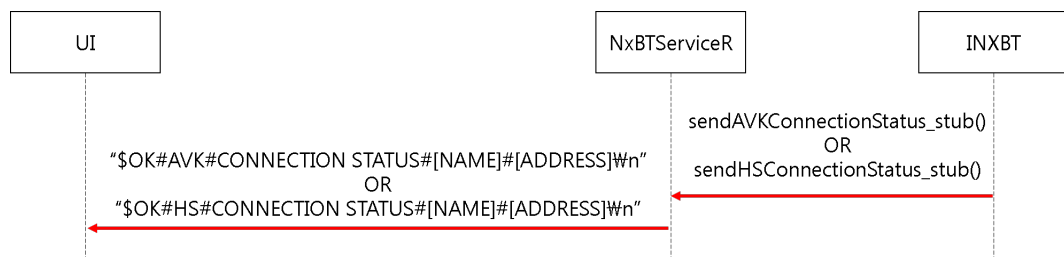 UI
NxBTServiceR
INXBT
sendAVKConnectionStatus_stub()
OR
sendHSConnectionStatus_stub()
“$OK#AVK#CONNECTION STATUS#[NAME]#[ADDRESS]₩n”
OR
“$OK#HS#CONNECTION STATUS#[NAME]#[ADDRESS]₩n”